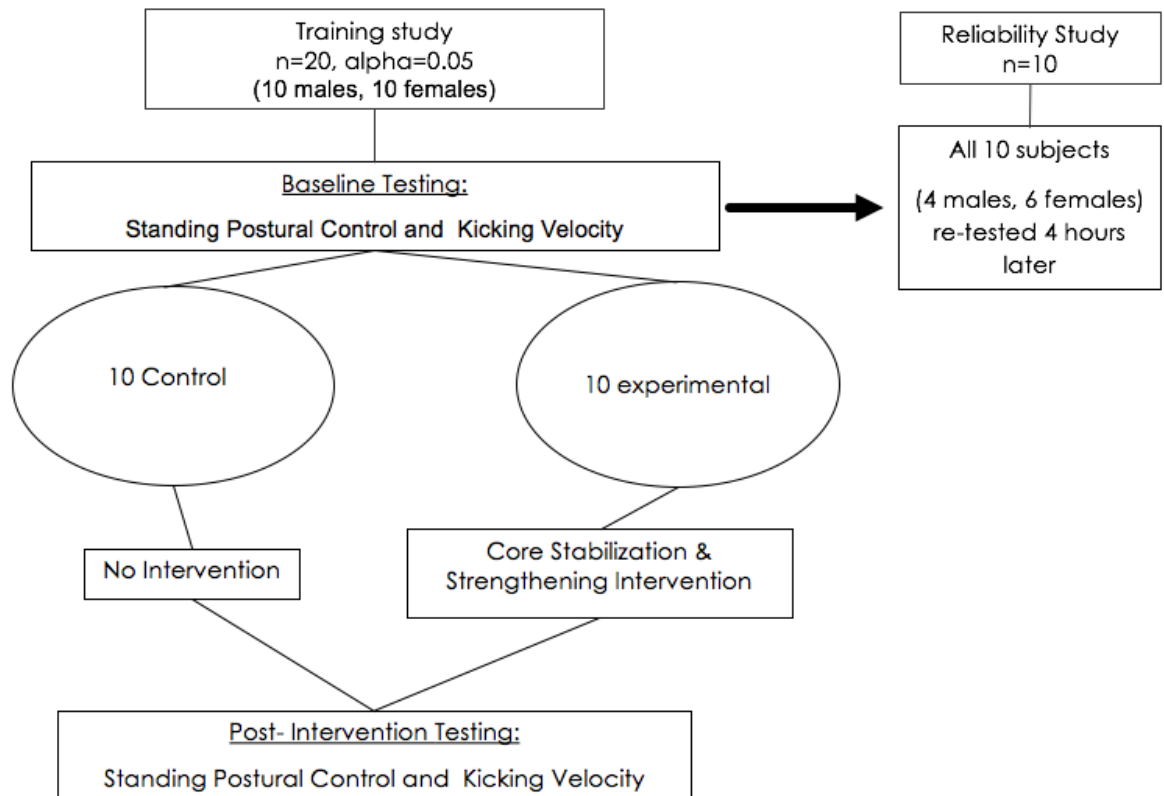 Training study
n=20, alpha=0.05
(10 males, 10 females)
Reliability Study
n=10
Baseline Testing:
Standing Postural Control and Kicking Velocity
All 10 subjects
(4 males, 6 females)
re-tested 4 hours
later
10 Control
10 experimental
No Intervention
Core Stabilization &
Strengthening Intervention
Post- Intervention Testing:
Standing Postural Control and Kicking Velocity